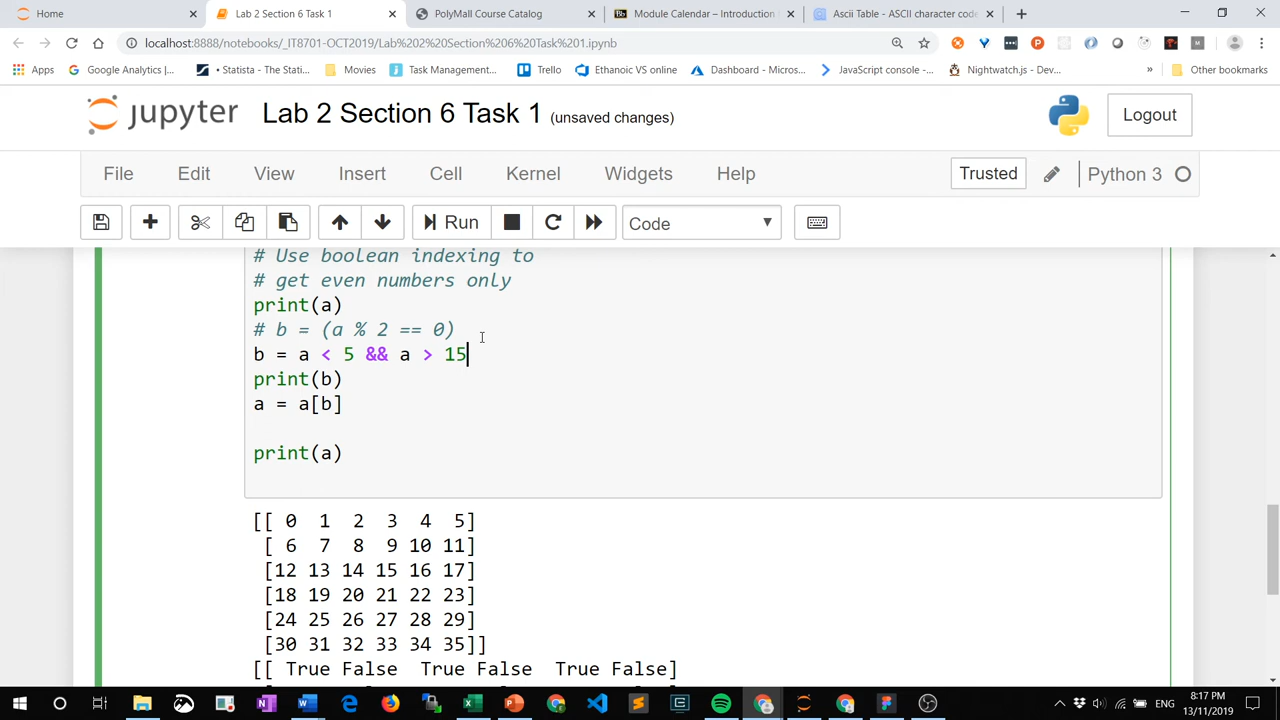 Home
Lab 2 Section 6 Task 1
PolyMall Course Catalog
Module Calendar – Introduction
Ascii Table - ASCII character code
localhost:8888/notebooks/_IT8701-OCT2019/Lab%202%20Section%206%20Task%201.ipynb
Apps
Google Analytics |...
• Statista - The Stati...
Movies
Task Management...
Trello
Ethanoic VS online
Dashboard - Micros...
JavaScript console -...
Nightwatch.js - Dev...
»
Other bookmarks
jupyter
Lab 2 Section 6 Task 1 (unsaved changes)
Logout
File
Edit
View
Insert
Cell
Kernel
Widgets
Help
Trusted
Python 3
Run
Code
# Use boolean indexing to
# get even numbers only
print(a)
# b = (a % 2 == 0)
b = a < 5 && a > 15
print(b)
a = a[b]
print(a)
[[ 0 1 2 3 4 5]
[ 6 7 8 9 10 11]
[12 13 14 15 16 17]
[18 19 20 21 22 23]
[24 25 26 27 28 29]
[30 31 32 33 34 35]]
[[ True False True False True False]
8:17 PM
13/11/2019